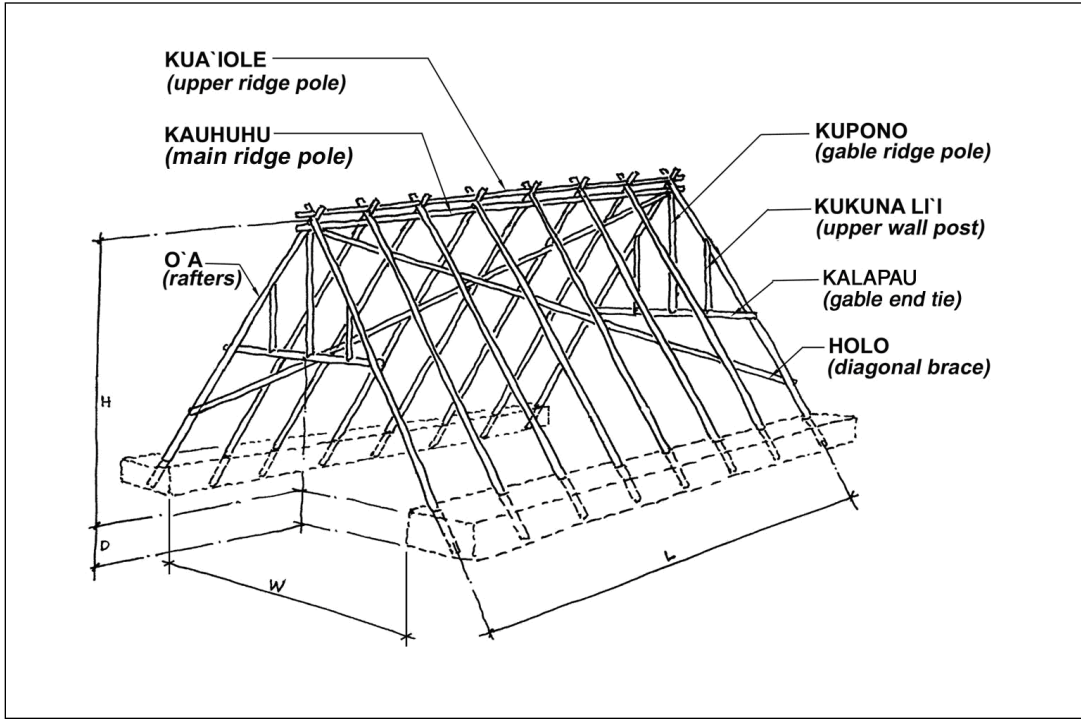 KUA`IOLE
(upper ridge pole)
KAUHUHU
(main ridge pole)
O`A
(rafters)
KUPONO
(gable ridge pole)
KUKUNA LI`I
(upper wall post)
KALAPAU
(gable end tie)
HOLO
(diagonal brace)
H
D
W
L